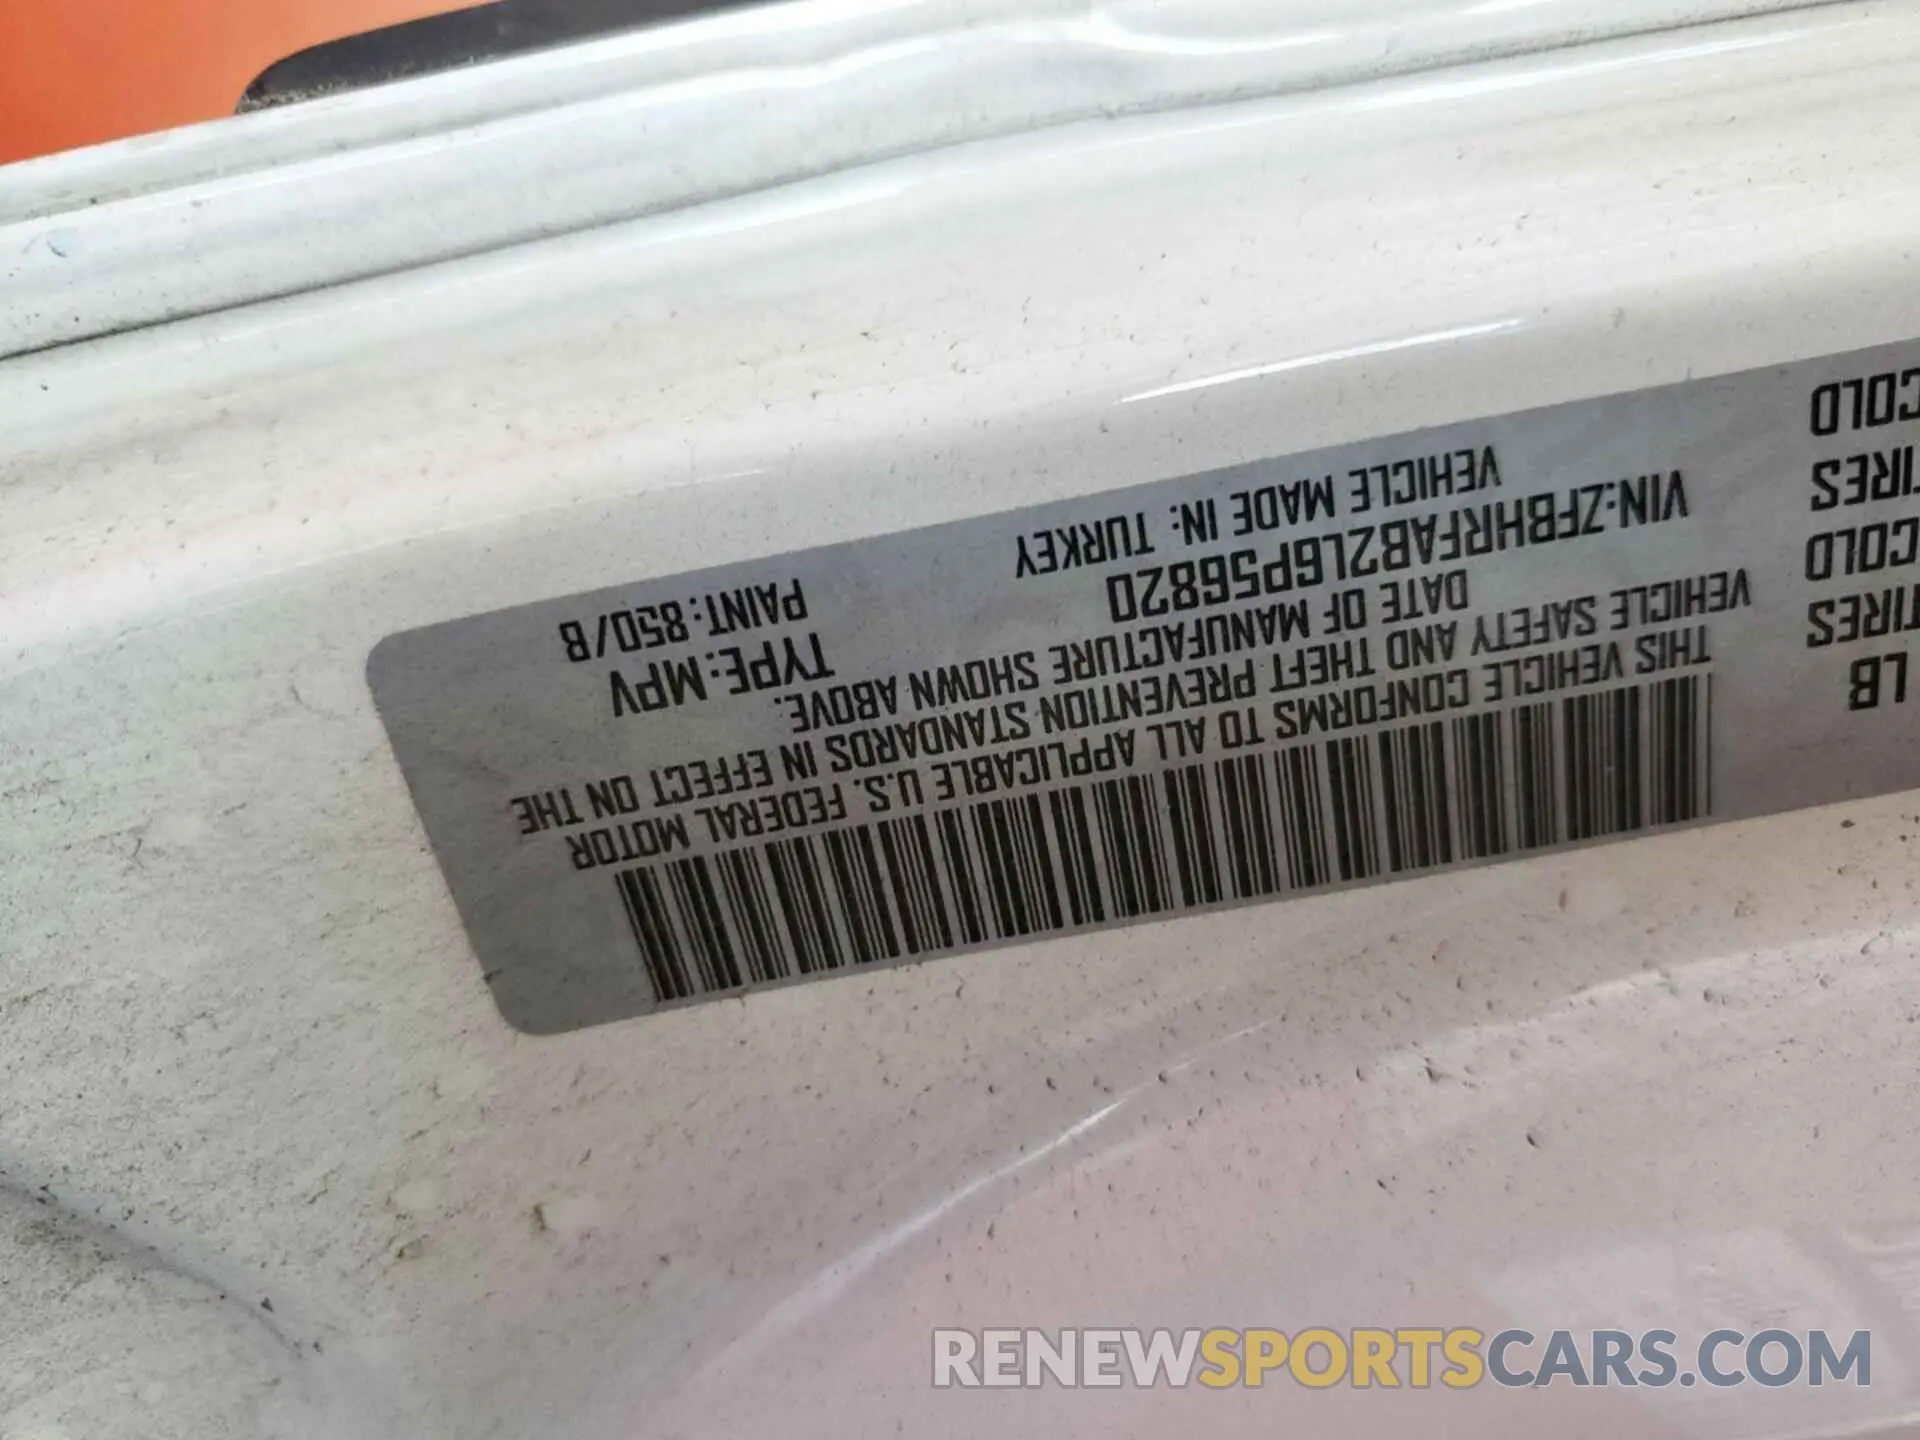 THIS VEHICLE CONFORMS TO ALL APPLICABLE U.S. FEDERAL MOTOR
VEHICLE SAFETY AND THEFT PREVENTION STANDARDS IN EFFECT ON THE
DATE OF MANUFACTURE SHOWN ABOVE.
VIN:ZFBHRFAB2L6P56820
TYPE:MPV
VEHICLE MADE IN: TURKEY
PAINT:850/B
LB
TIRES
COLD
TIRES
COLD
RENEWSPORTSCARS.COM